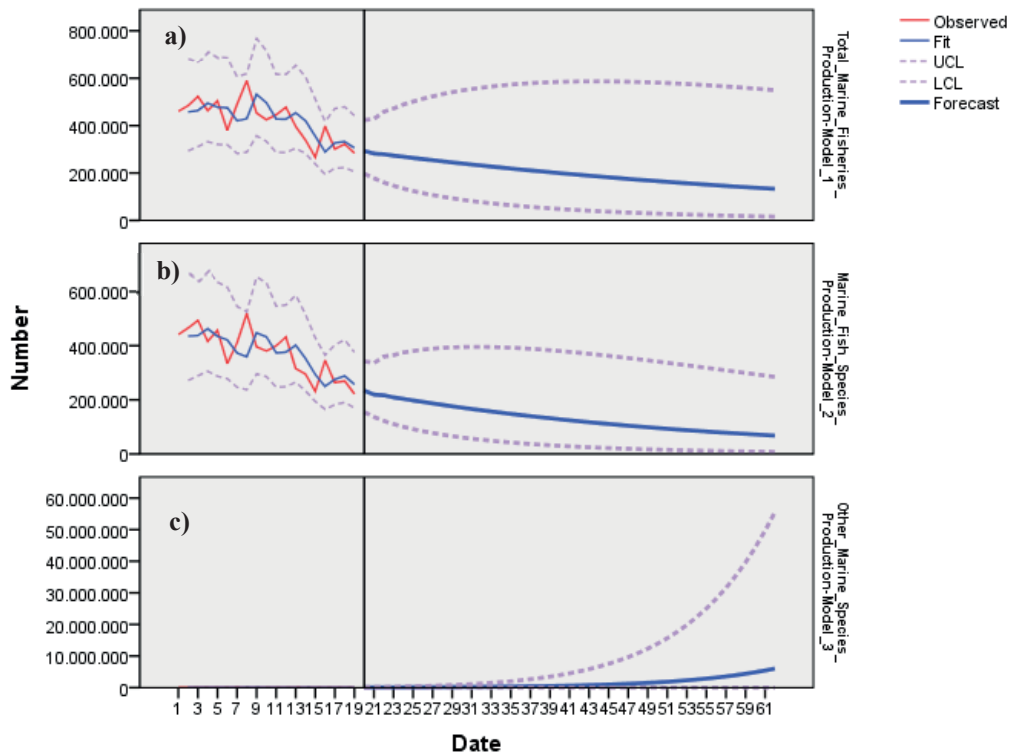 a)
800.000
600.000
400.000
200.000
0
Total_Marine_Fisheries_
Production-Model_1
Observed
Fit
UCL
LCL
Forecast
b)
600.000
400.000
200.000
0
Marine_Fish_Species_
Production-Model_2
Number
c)
60.000.000
50.000.000
40.000.000
30.000.000
20.000.000
10.000.000
0
Other_Marine_Species_
Production-Model_3
1 3 5 7 9 11 13 15 17 19 21 23 25 27 29 31 33 35 37 39 41 43 45 47 49 51 53 55 57 59 61
Date